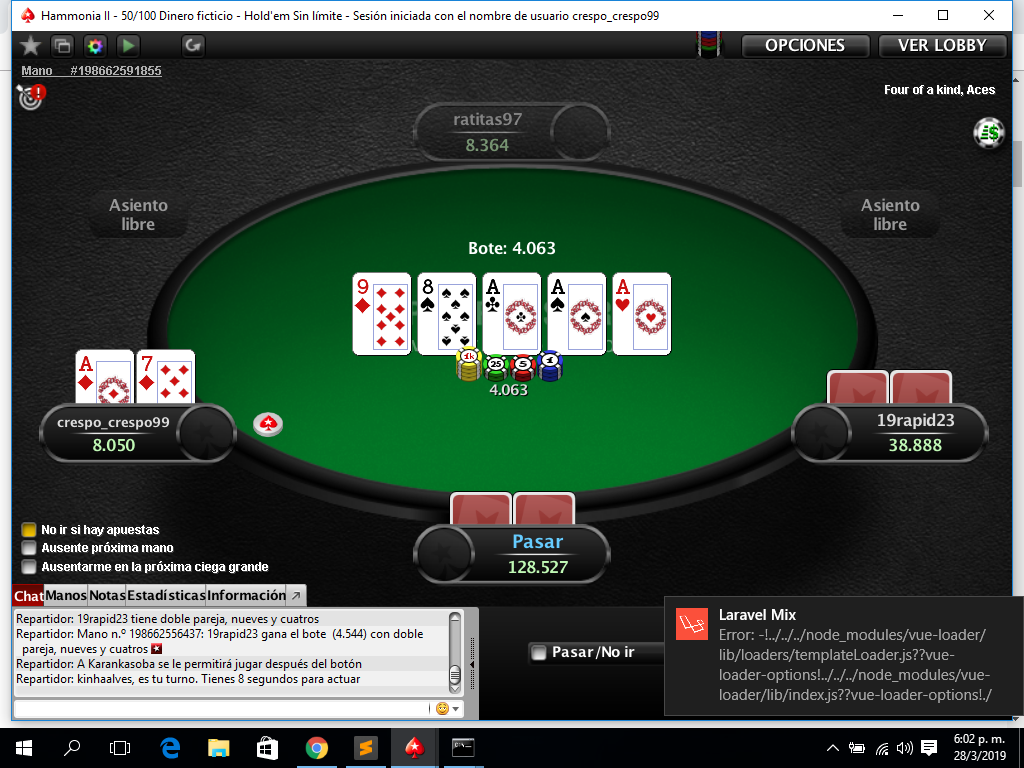 Hammonia II - 50/100 Dinero ficticio - Hold'em Sin límite - Sesión iniciada con el nombre de usuario crespo_crespo99
OPCIONES
VER LOBBY
Mano #198662591855
Four of a kind, Aces
ratitas97
8.364
Asiento
libre
Asiento
libre
Bote: 4.063
9
8
A
A
A
1k
25
5
1
4.063
A
7
crespo_crespo99
8.050
19rapid23
38.888
Pasar
128.527
No ir si hay apuestas
Ausente próxima mano
Ausentarme en la próxima ciega grande
Chat Manos Notas Estadísticas Información
Repartidor: 19rapid23 tiene doble pareja, nueves y cuatros
Repartidor: Mano n.º 198662556437: 19rapid23 gana el bote (4.544) con doble
pareja, nueves y cuatros
Repartidor: A Karankasoba se le permitirá jugar después del botón
Repartidor: kinhaalves, es tu turno. Tienes 8 segundos para actuar
Pasar/No ir
Laravel Mix
Error: -!../../../node_modules/vue-loader/
lib/loaders/templateLoader.js??vue-
loader-options!../../../node_modules/vue-
loader/lib/index.js??vue-loader-options!./
6:02 p. m.
28/3/2019